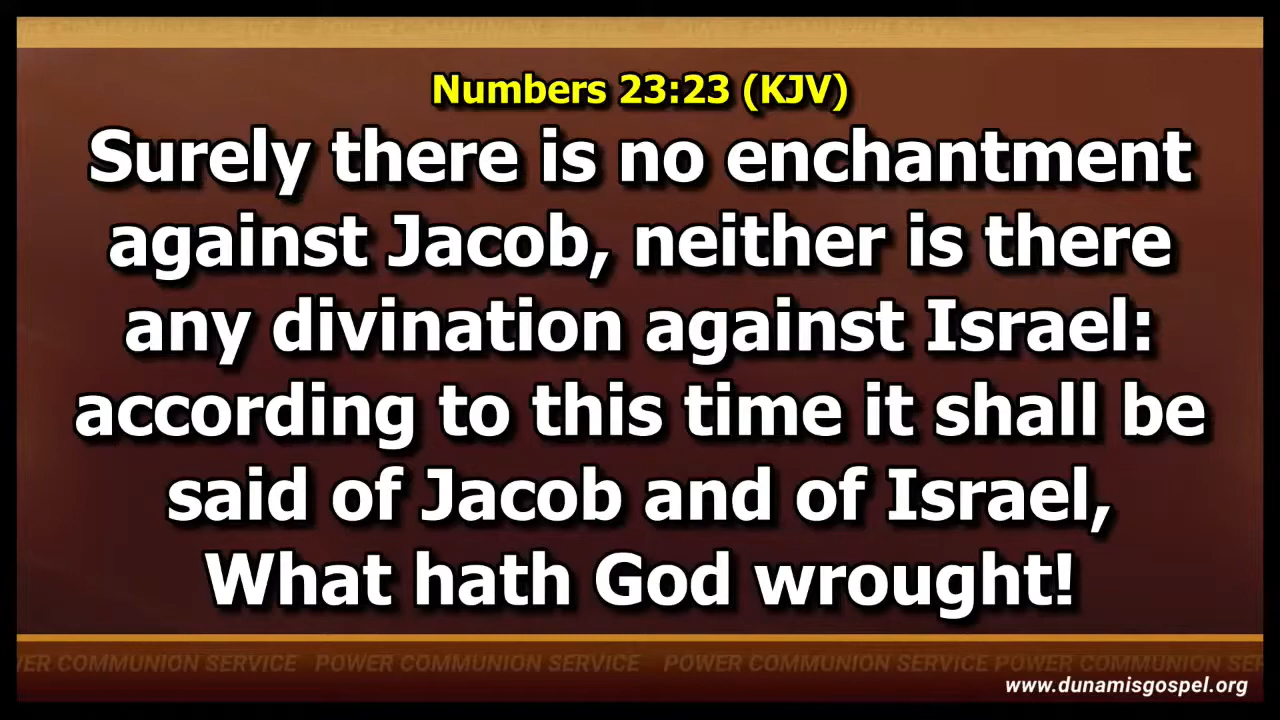 Numbers 23:23 (KJV)
Surely there is no enchantment
against Jacob, neither is there
any divination against Israel:
according to this time it shall be
said of Jacob and of Israel,
What hath God wrought!
WER COMMUNION SERVICE POWER COMMUNION SERVICE POWER COMMUNION SERVICE POWER COMMUNION SER
www.dunamisgospel.org